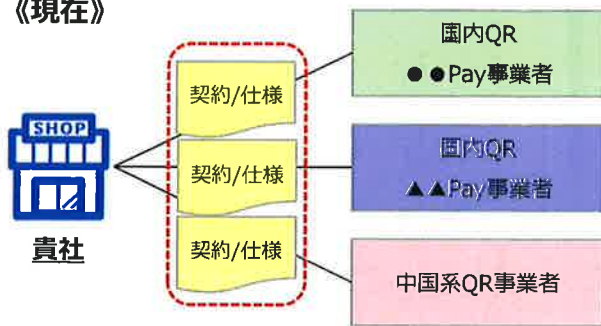 《現在》
国内QR
●●Pay事業者
契約/仕様
SHOP
国内QR
▲▲Pay事業者
契約/仕様
貴社
契約/仕様
中国系QR事業者